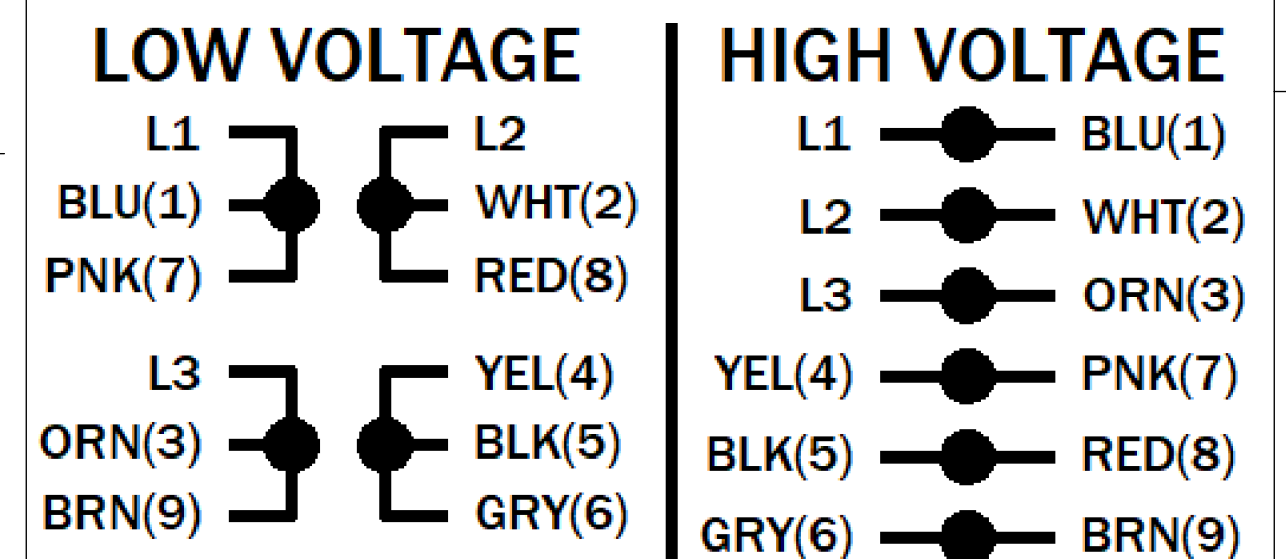 LOW VOLTAGE
L1
BLU(1)
PNK(7)
L2
WHT(2)
RED(8)
L3
ORN(3)
BRN(9)
YEL(4)
BLK(5)
GRY(6)
HIGH VOLTAGE
L1 BLU(1)
L2 WHT(2)
L3 ORN(3)
YEL(4) PNK(7)
BLK(5) RED(8)
GRY(6) BRN(9)